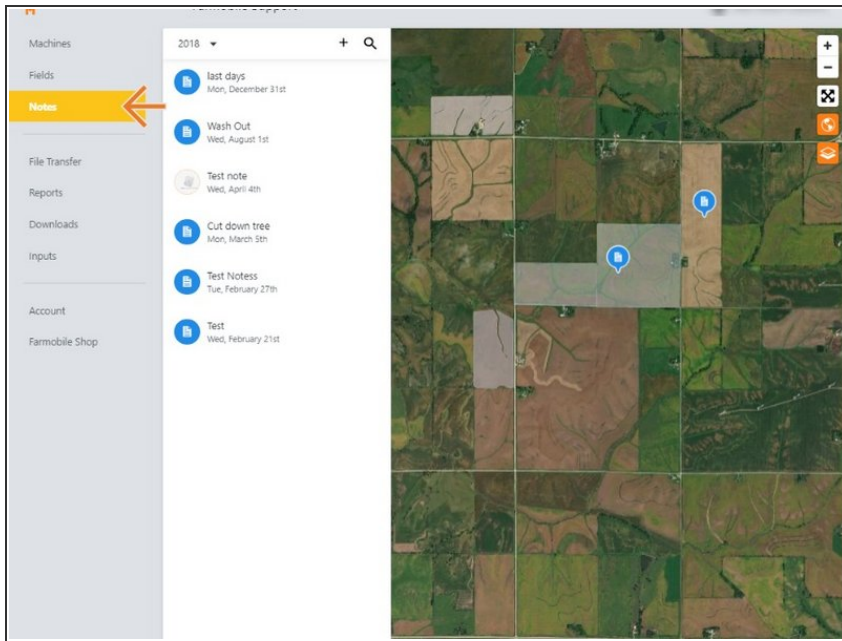 Farmobile Support
Machines
Fields
Notes
File Transfer
Reports
Downloads
Inputs
Account
Farmobile Shop
2018
+
last days
Mon, December 31st
Wash Out
Wed, August 1st
Test note
Wed, April 4th
Cut down tree
Mon, March 5th
Test Notess
Tue, February 27th
Test
Wed, February 21st
+
−